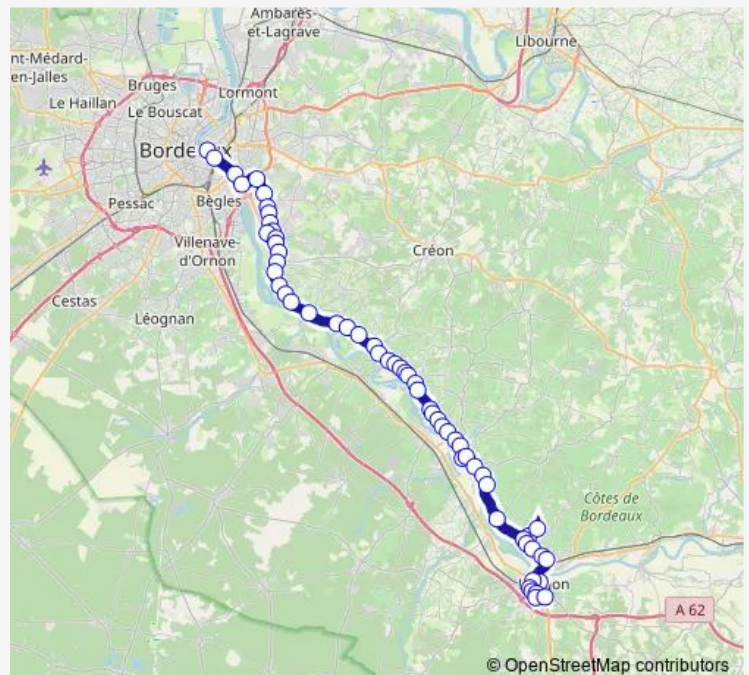 Ambarès-
et-Lagrave
Libourne
nt-Médard-
en-Jalles
Bruges
Lormont
Le Haillan
Le Bouscat
Pessac
Bègles
Villenave-
d'Ornon
Créon
Cestas
Léognan
Côtes de
Bordeaux
A 62
© OpenStreetMap contributors